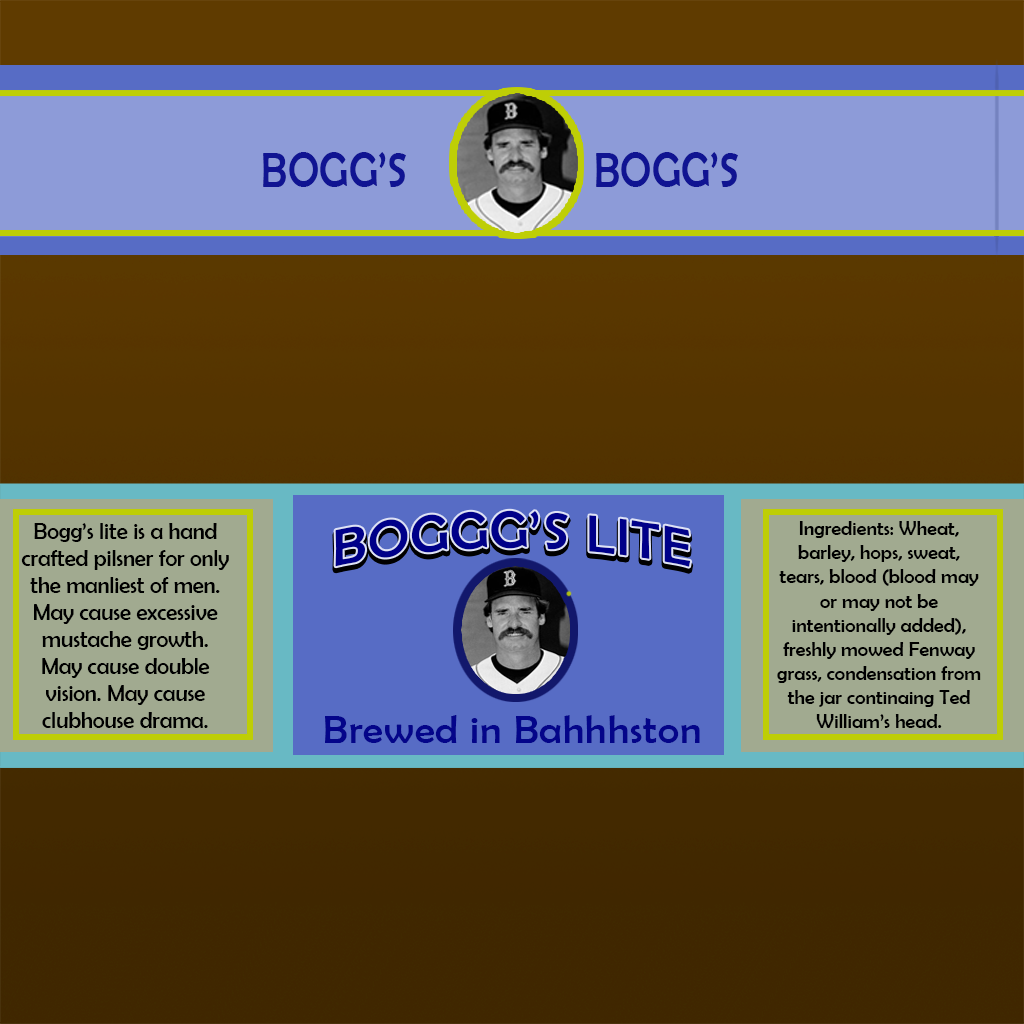 BOGG'S B BOGG'S
Bogg's lite is a hand
crafted pilsner for only
the manliest of men.
May cause excessive
mustache growth.
May cause double
vision. May cause
clubhouse drama.
BOGGG'S LITE
B
Brewed in Bahhhston
Ingredients: Wheat,
barley, hops, sweat,
tears, blood (blood may
or may not be
intentionally added),
freshly mowed Fenway
grass, condensation from
the jar continaing Ted
William's head.